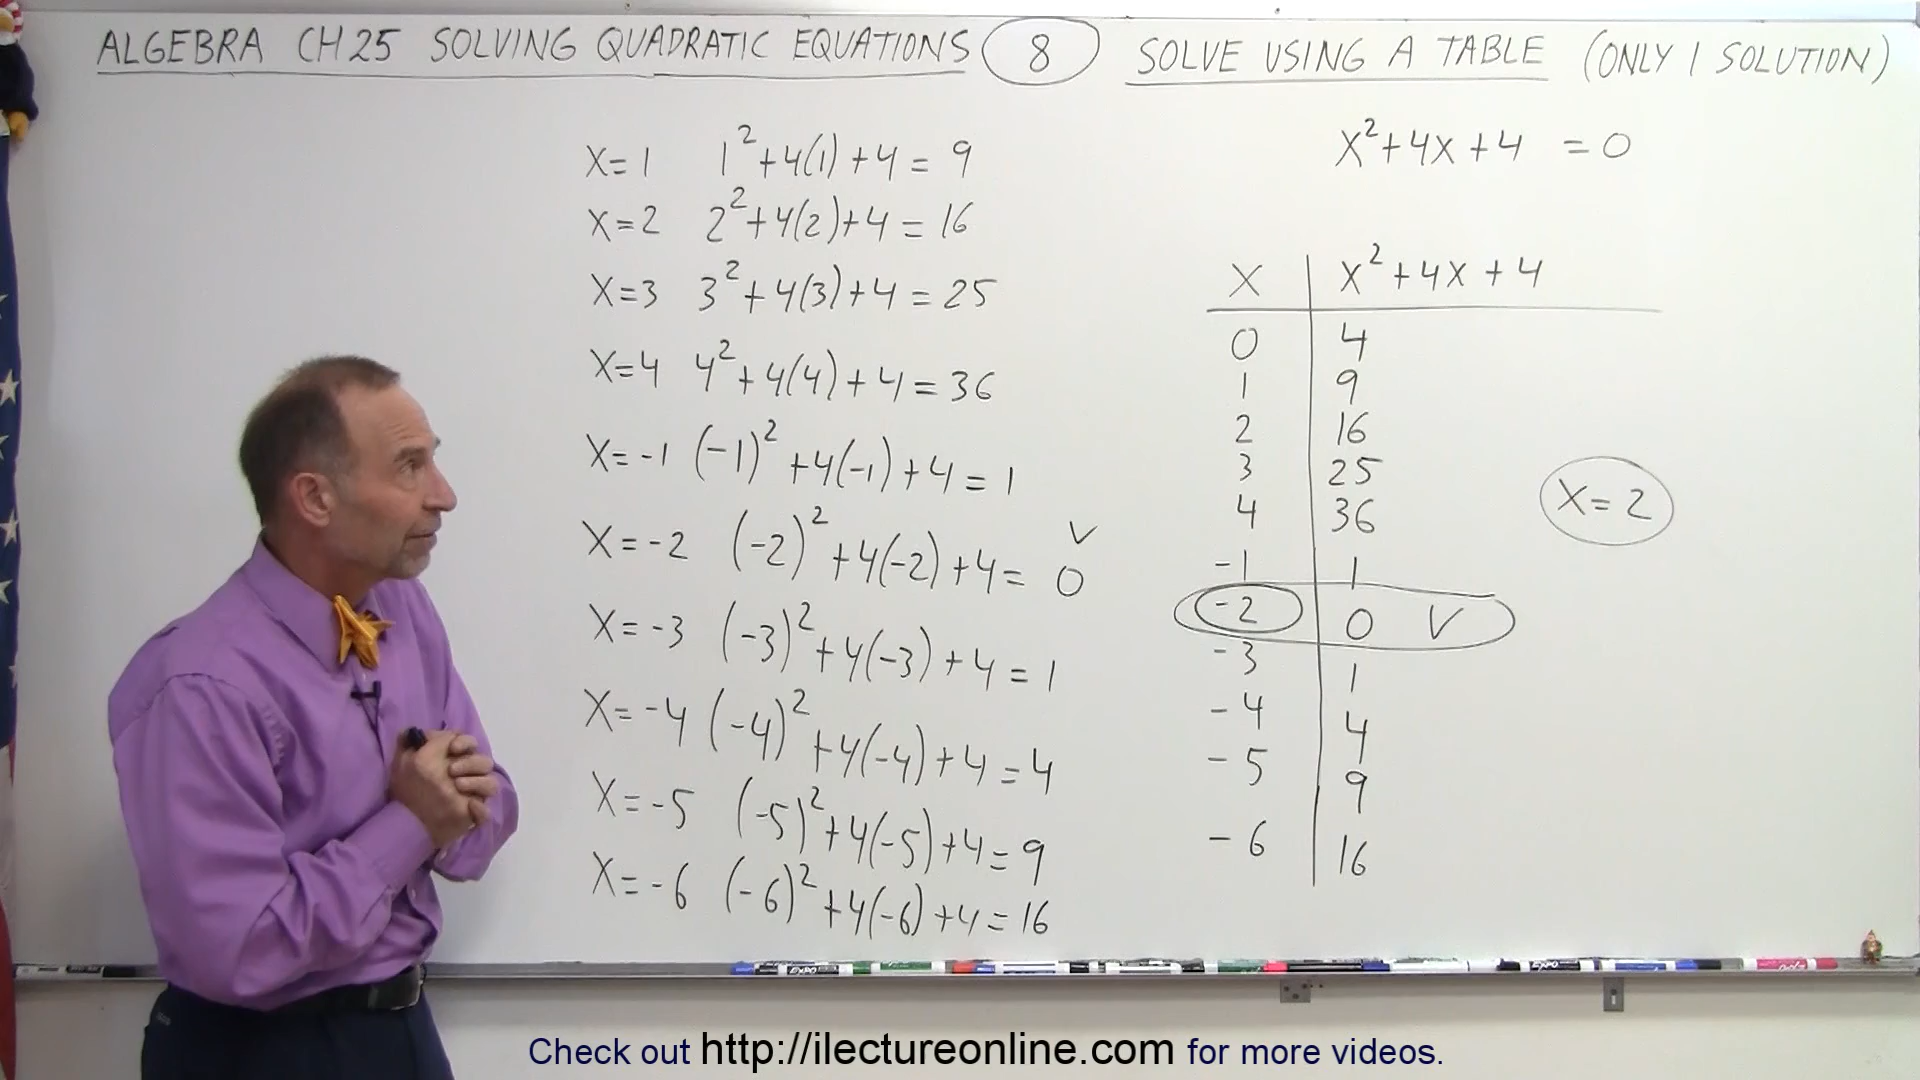 ALGEBRA CH 25 SOLVING QUADRATIC EQUATIONS 8 SOLVE USING A TABLE (ONLY 1 SOLUTION)
X=1 1²+4(1)+4=9
X=2 2²+4(2)+4=16
X=3 3²+4(3)+4=25
X=4 4²+4(4)+4=36
X=-1 (-1)²+4(-1)+4=1
X=-2 (-2)²+4(-2)+4=0 ✓
X=-3 (-3)²+4(-3)+4=1
X=-4 (-4)²+4(-4)+4=4
X=-5 (-5)²+4(-5)+4=9
X=-6 (-6)²+4(-6)+4=16
X²+4X+4=0
X X²+4X+4
0 4
1 9
2 16
3 25
4 36
-1 1
-2 0 ✓
-3 1
-4 4
-5 9
-6 16
X=2
Check out http://ilectureonline.com for more videos.